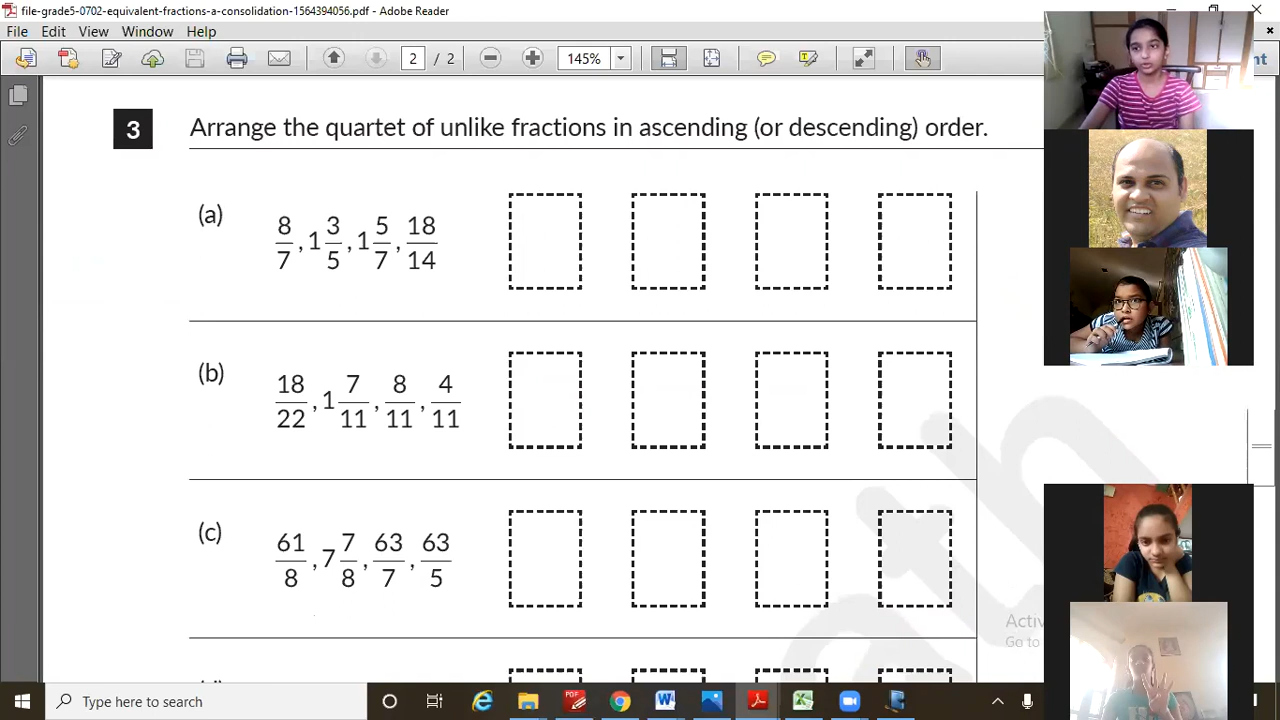 file-grade5-0702-equivalent-fractions-a-consolidation-1564394056.pdf - Adobe Reader
File Edit View Window Help
2 / 2 145%
3 Arrange the quartet of unlike fractions in ascending (or descending) order.
(a) 8/7, 1 3/5, 1 5/7, 18/14
(b) 18/22, 1 7/11, 8/11, 4/11
(c) 61/8, 7 7/8, 63/7, 63/5
Go to
Type here to search